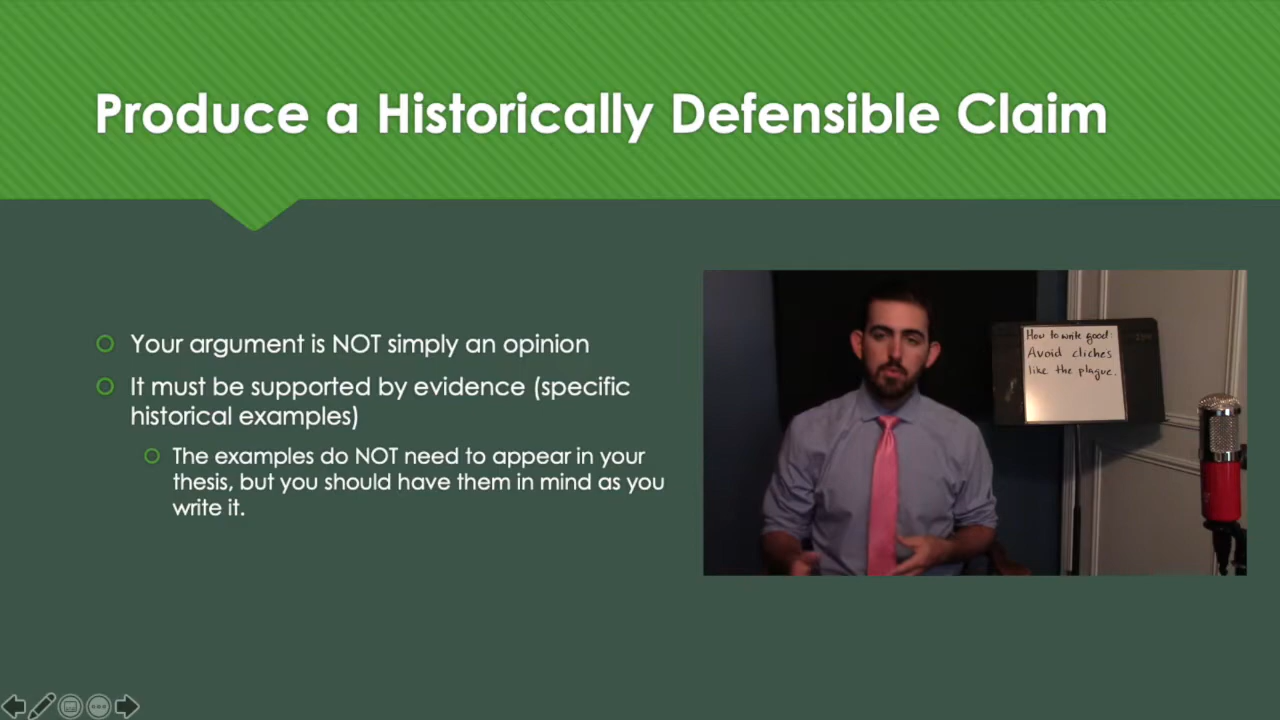 Produce a Historically Defensible Claim
Your argument is NOT simply an opinion
It must be supported by evidence (specific
historical examples)
The examples do NOT need to appear in your
thesis, but you should have them in mind as you
write it.
How to write good:
Avoid cliches
like the plague.